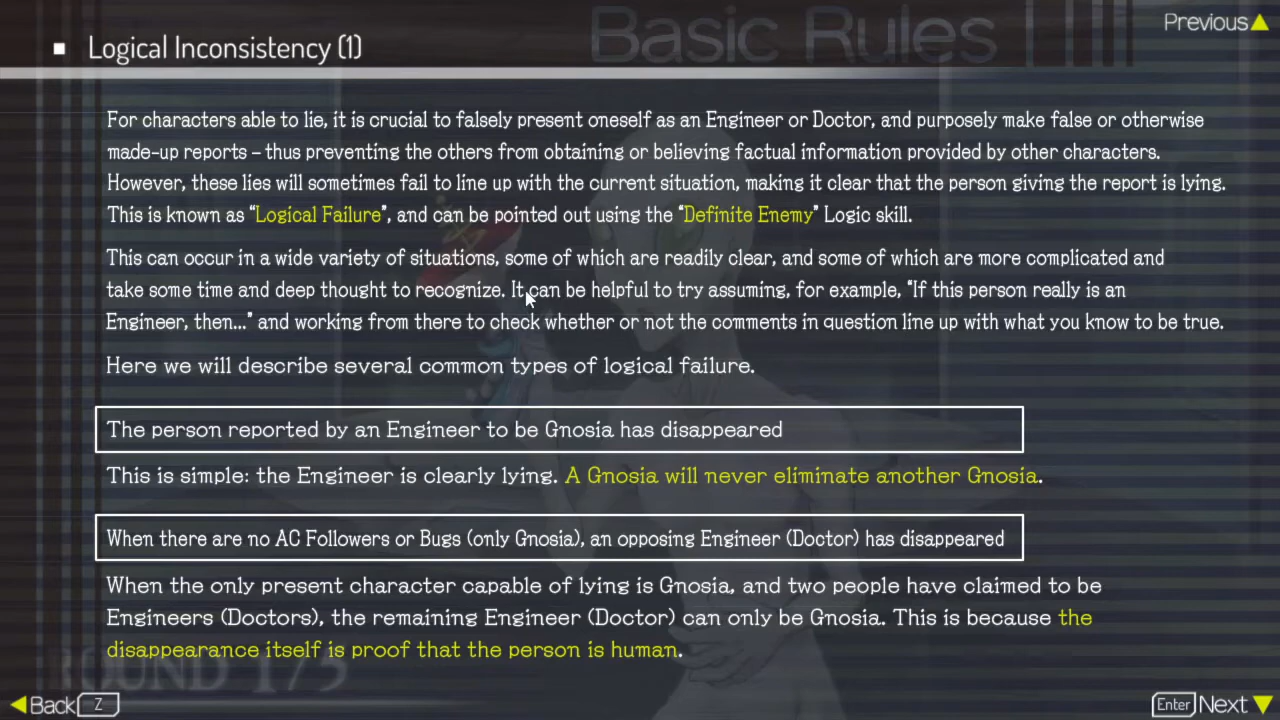 Basic Rules
Previous
Logical Inconsistency (1)
For characters able to lie, it is crucial to falsely present oneself as an Engineer or Doctor, and purposely make false or otherwise
made-up reports – thus preventing the others from obtaining or believing factual information provided by other characters.
However, these lies will sometimes fail to line up with the current situation, making it clear that the person giving the report is lying.
This is known as “Logical Failure”, and can be pointed out using the “Definite Enemy” Logic skill.
This can occur in a wide variety of situations, some of which are readily clear, and some of which are more complicated and
take some time and deep thought to recognize. It can be helpful to try assuming, for example, "If this person really is an
Engineer, then..." and working from there to check whether or not the comments in question line up with what you know to be true.
Here we will describe several common types of logical failure.
The person reported by an Engineer to be Gnosia has disappeared
This is simple: the Engineer is clearly lying. A Gnosia will never eliminate another Gnosia.
When there are no AC Followers or Bugs (only Gnosia), an opposing Engineer (Doctor) has disappeared
When the only present character capable of lying is Gnosia, and two people have claimed to be
Engineers (Doctors), the remaining Engineer (Doctor) can only be Gnosia. This is because the
disappearance itself is proof that the person is human.
ROUND 1/5
Back Z
Enter Next